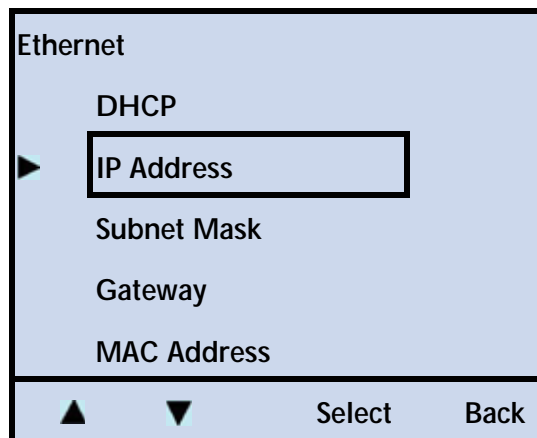 Ethernet
DHCP
IP Address
Subnet Mask
Gateway
MAC Address
Select Back